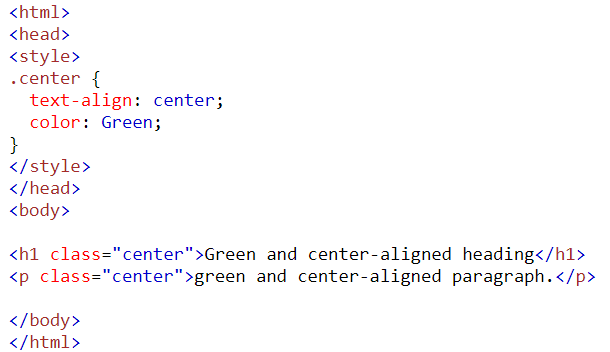 <html>
<head>
<style>
.center {
  text-align: center;
  color: Green;
}
</style>
</head>
<body>

<h1 class="center">Green and center-aligned heading</h1>
<p class="center">green and center-aligned paragraph.</p>

</body>
</html>